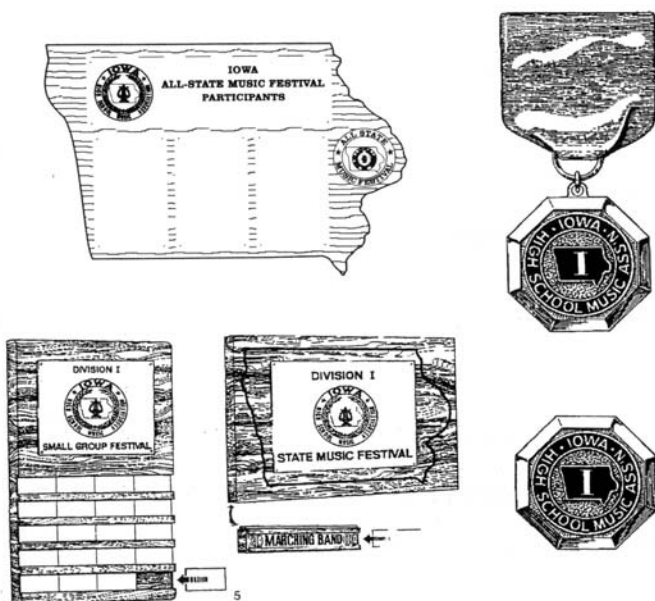 IOWA
IOWA
ALL-STATE MUSIC FESTIVAL
PARTICIPANTS
ALL STATE
MUSIC FESTIVAL
IOWA
HIGH SCHOOL MUSIC ASS'N
I
DIVISION I
IOWA
SMALL GROUP FESTIVAL
DIVISION I
IOWA
STATE MUSIC FESTIVAL
MARCHING BAND
IOWA
HIGH SCHOOL MUSIC ASS'N
I
5